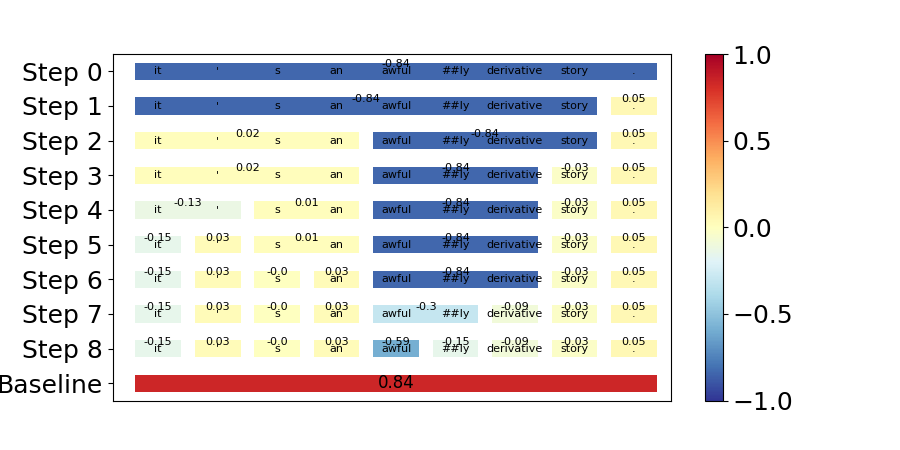 -0.84
Step 0 it ' s an awful ##ly derivative story .
-0.84 0.05
Step 1 it ' s an awful ##ly derivative story .
0.02 -0.84 0.05
Step 2 it ' s an awful ##ly derivative story .
0.02 -0.84 -0.03 0.05
Step 3 it ' s an awful ##ly derivative story .
-0.13 0.01 -0.84 -0.03 0.05
Step 4 it ' s an awful ##ly derivative story .
-0.15 0.03 0.01 -0.84 -0.03 0.05
Step 5 it ' s an awful ##ly derivative story .
-0.15 0.03 -0.0 0.03 -0.84 -0.03 0.05
Step 6 it ' s an awful ##ly derivative story .
-0.15 0.03 -0.0 0.03 -0.3 -0.09 -0.03 0.05
Step 7 it ' s an awful ##ly derivative story .
-0.15 0.03 -0.0 0.03 -0.59 -0.15 -0.09 -0.03 0.05
Step 8 it ' s an awful ##ly derivative story .
Baseline 0.84
1.0
0.5
0.0
−0.5
−1.0